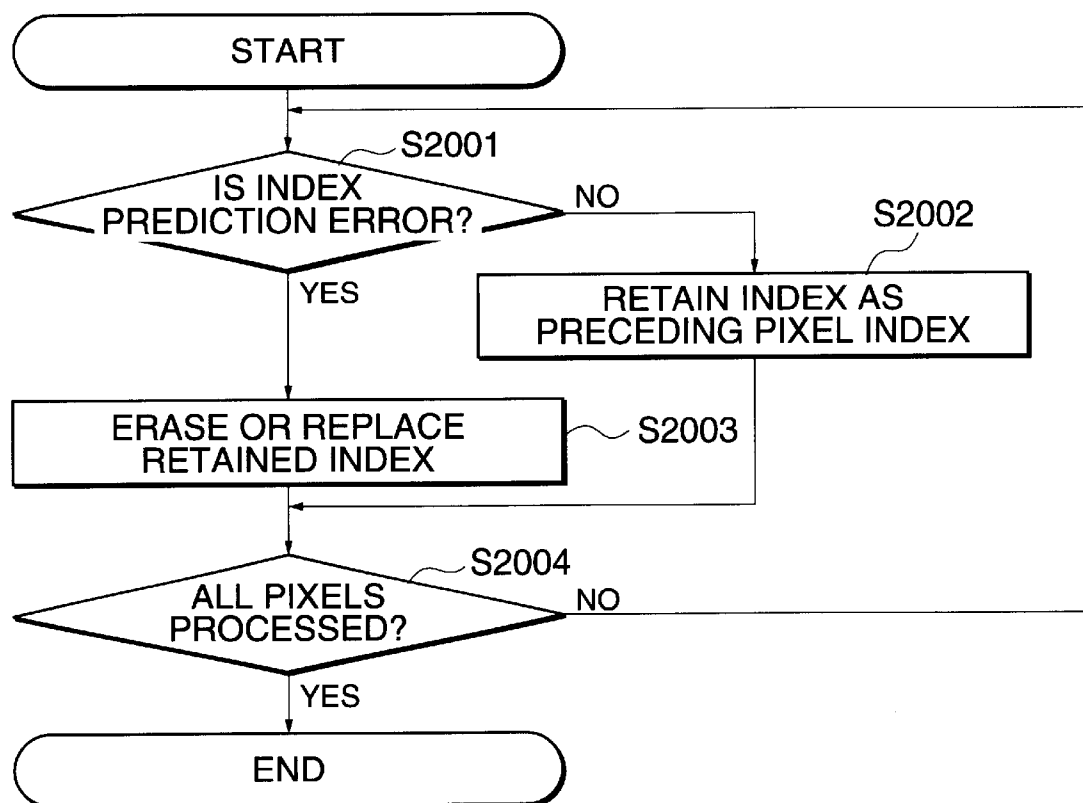 START
S2001
IS INDEX
PREDICTION ERROR?
NO
YES
S2002
RETAIN INDEX AS
PRECEDING PIXEL INDEX
ERASE OR REPLACE
RETAINED INDEX
S2003
S2004
ALL PIXELS
PROCESSED?
NO
YES
END